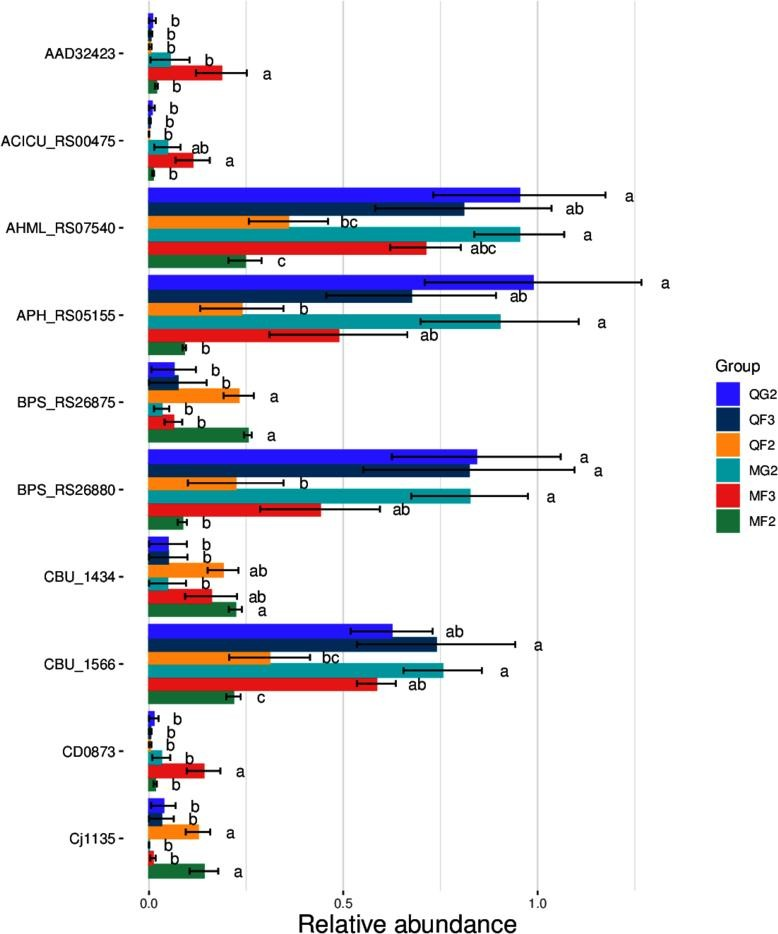 AAD32423
b
b
b
b
a
b
ACICU_RS00475
b
b
b
ab
a
b
AHML_RS07540
a
ab
bc
a
abc
c
APH_RS05155
a
ab
b
a
ab
b
BPS_RS26875
b
b
a
b
b
a
BPS_RS26880
a
a
b
a
ab
b
CBU_1434
b
b
ab
b
ab
a
CBU_1566
ab
a
bc
a
ab
c
CD0873
b
b
b
b
a
b
Cj1135
b
b
a
b
b
a
0.0 0.5 1.0
Relative abundance
Group
QG2
QF3
QF2
MG2
MF3
MF2